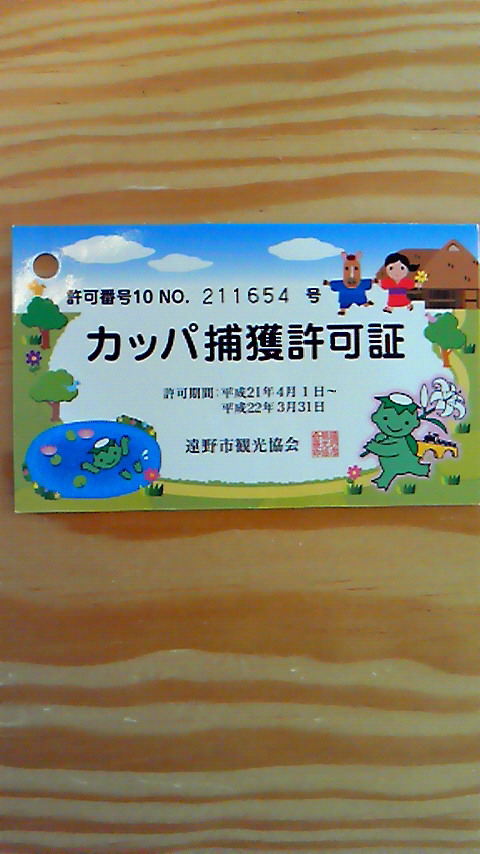 許可番号10 NO. 211654 号
カッパ捕獲許可証
許可期間:平成21年4月1日~
平成22年3月31日
遠野市観光協会